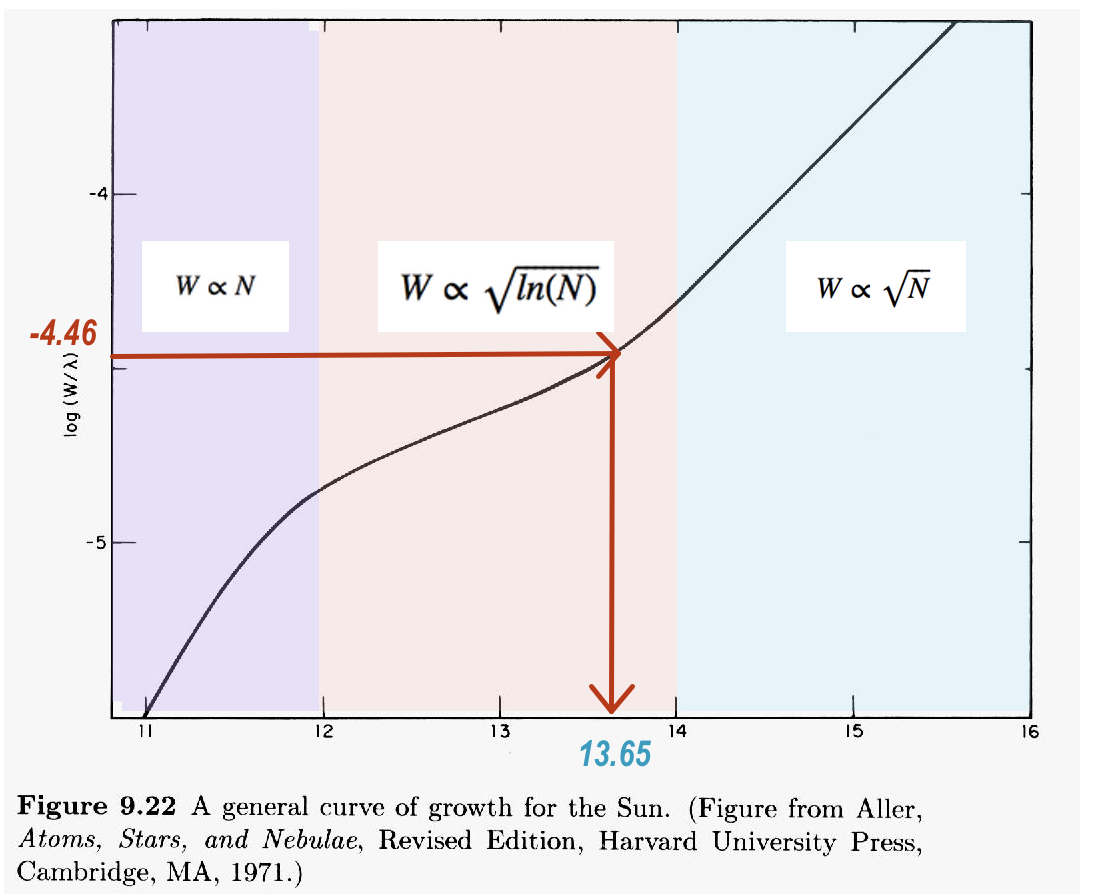 -4
W ∝ N
W ∝ √ln(N)
W ∝ √N
-4.46
log (W/λ)
-5
11 12 13 14 15 16
13.65
Figure 9.22 A general curve of growth for the Sun. (Figure from Aller,
Atoms, Stars, and Nebulae, Revised Edition, Harvard University Press,
Cambridge, MA, 1971.)